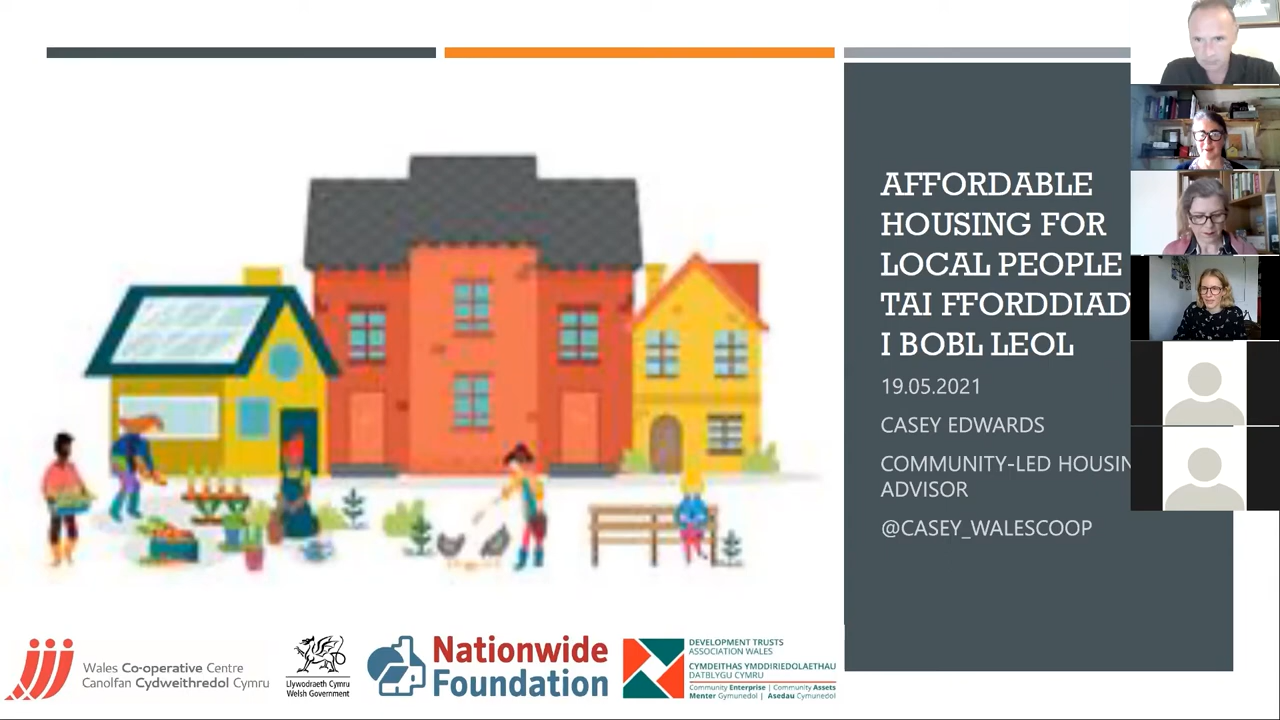 AFFORDABLE
HOUSING FOR
LOCAL PEOPLE
TAI FFORDDIAD
I BOBL LEOL
19.05.2021
CASEY EDWARDS
COMMUNITY-LED HOUSIN
ADVISOR
@CASEY_WALESCOOP
Wales Co-operative Centre
Canolfan Cydweithredol Cymru
Llywodraeth Cymru
Welsh Government
Nationwide
Foundation
DEVELOPMENT TRUSTS
ASSOCIATION WALES
CYMDEITHAS YMDDIRIEDOLAETHAU
DATBLYGU CYMRU
Community Enterprise | Community Assets
Menter Gymunedol | Asedau Cymunedol